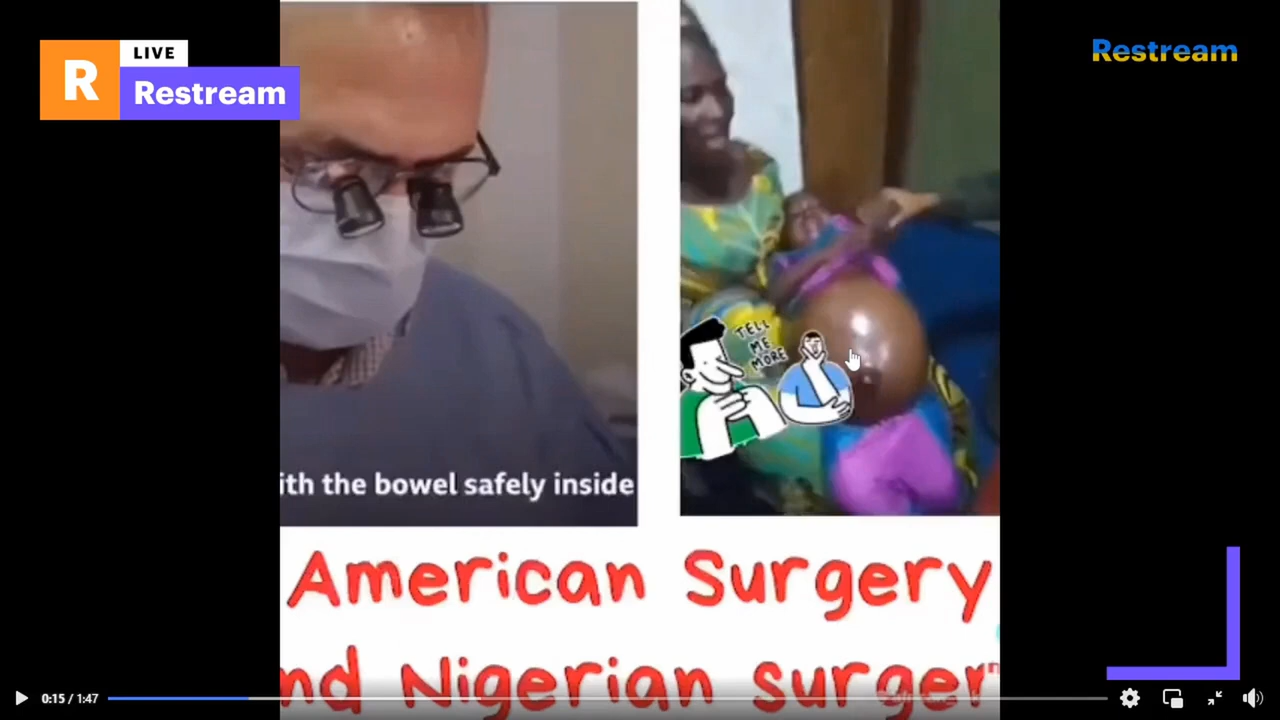 LIVE
R
Restream
Restream
TELL
ME
MORE
ith the bowel safely inside
American Surgery
nd Nigerian surger
0:15 / 1:47